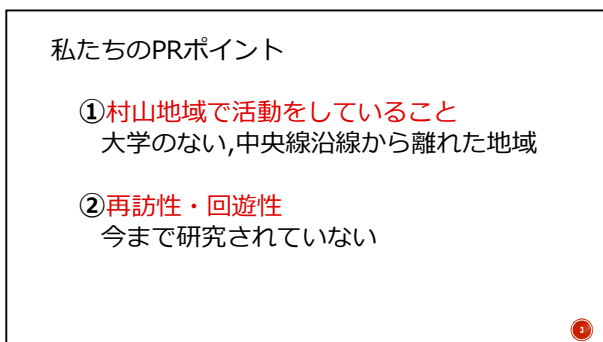 私たちのPRポイント
①村山地域で活動をしていること
大学のない,中央線沿線から離れた地域
②再訪性・回遊性
今まで研究されていない
3